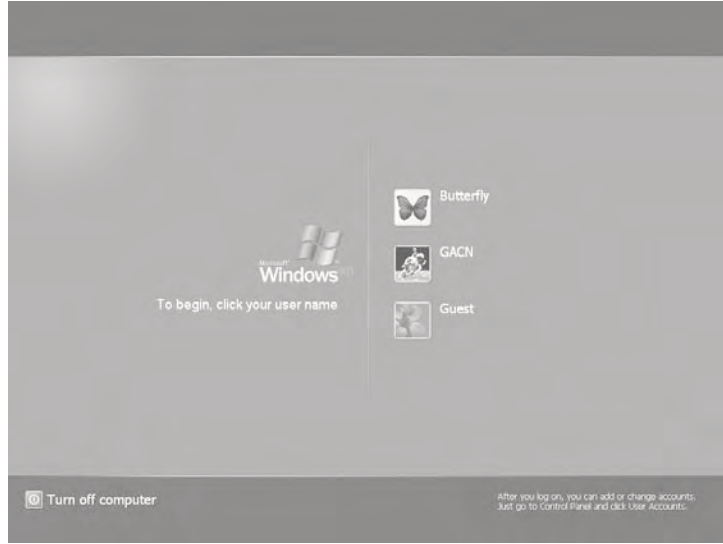 Butterfly
GACN
Guest
Microsoft
Windows xp
To begin, click your user name
Turn off computer
After you log on, you can add or change accounts.
Just go to Control Panel and click User Accounts.